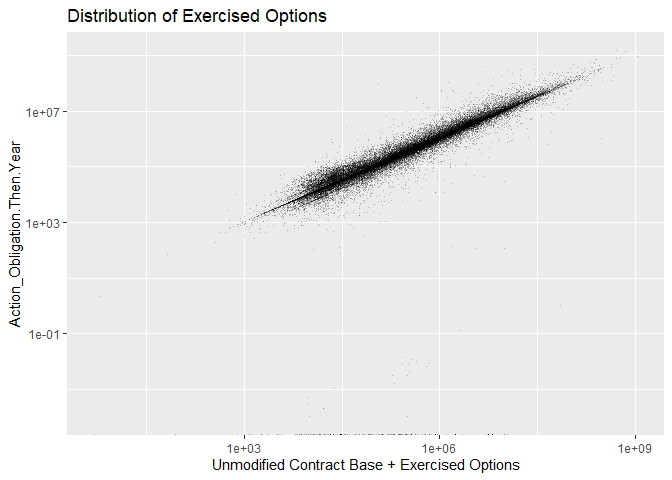 Distribution of Exercised Options
Action_Obligation.Then.Year
1e+07
1e+03
1e-01
1e+03 1e+06 1e+09
Unmodified Contract Base + Exercised Options